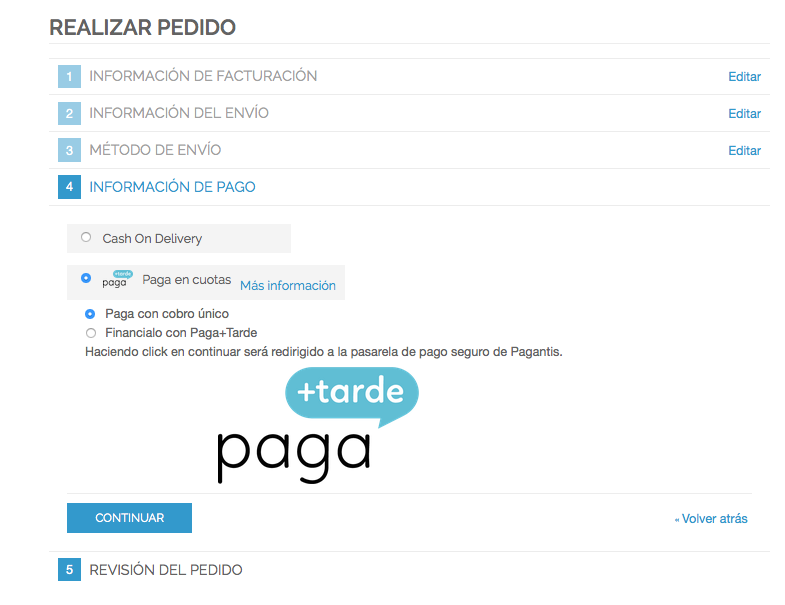 REALIZAR PEDIDO
1 INFORMACIÓN DE FACTURACIÓN Editar
2 INFORMACIÓN DEL ENVÍO Editar
3 MÉTODO DE ENVÍO Editar
4 INFORMACIÓN DE PAGO
Cash On Delivery
+tarde
paga Paga en cuotas Más información
Paga con cobro único
Financialo con Paga+Tarde
Haciendo click en continuar será redirigido a la pasarela de pago seguro de Pagantis.
+tarde
paga
CONTINUAR « Volver atrás
5 REVISIÓN DEL PEDIDO